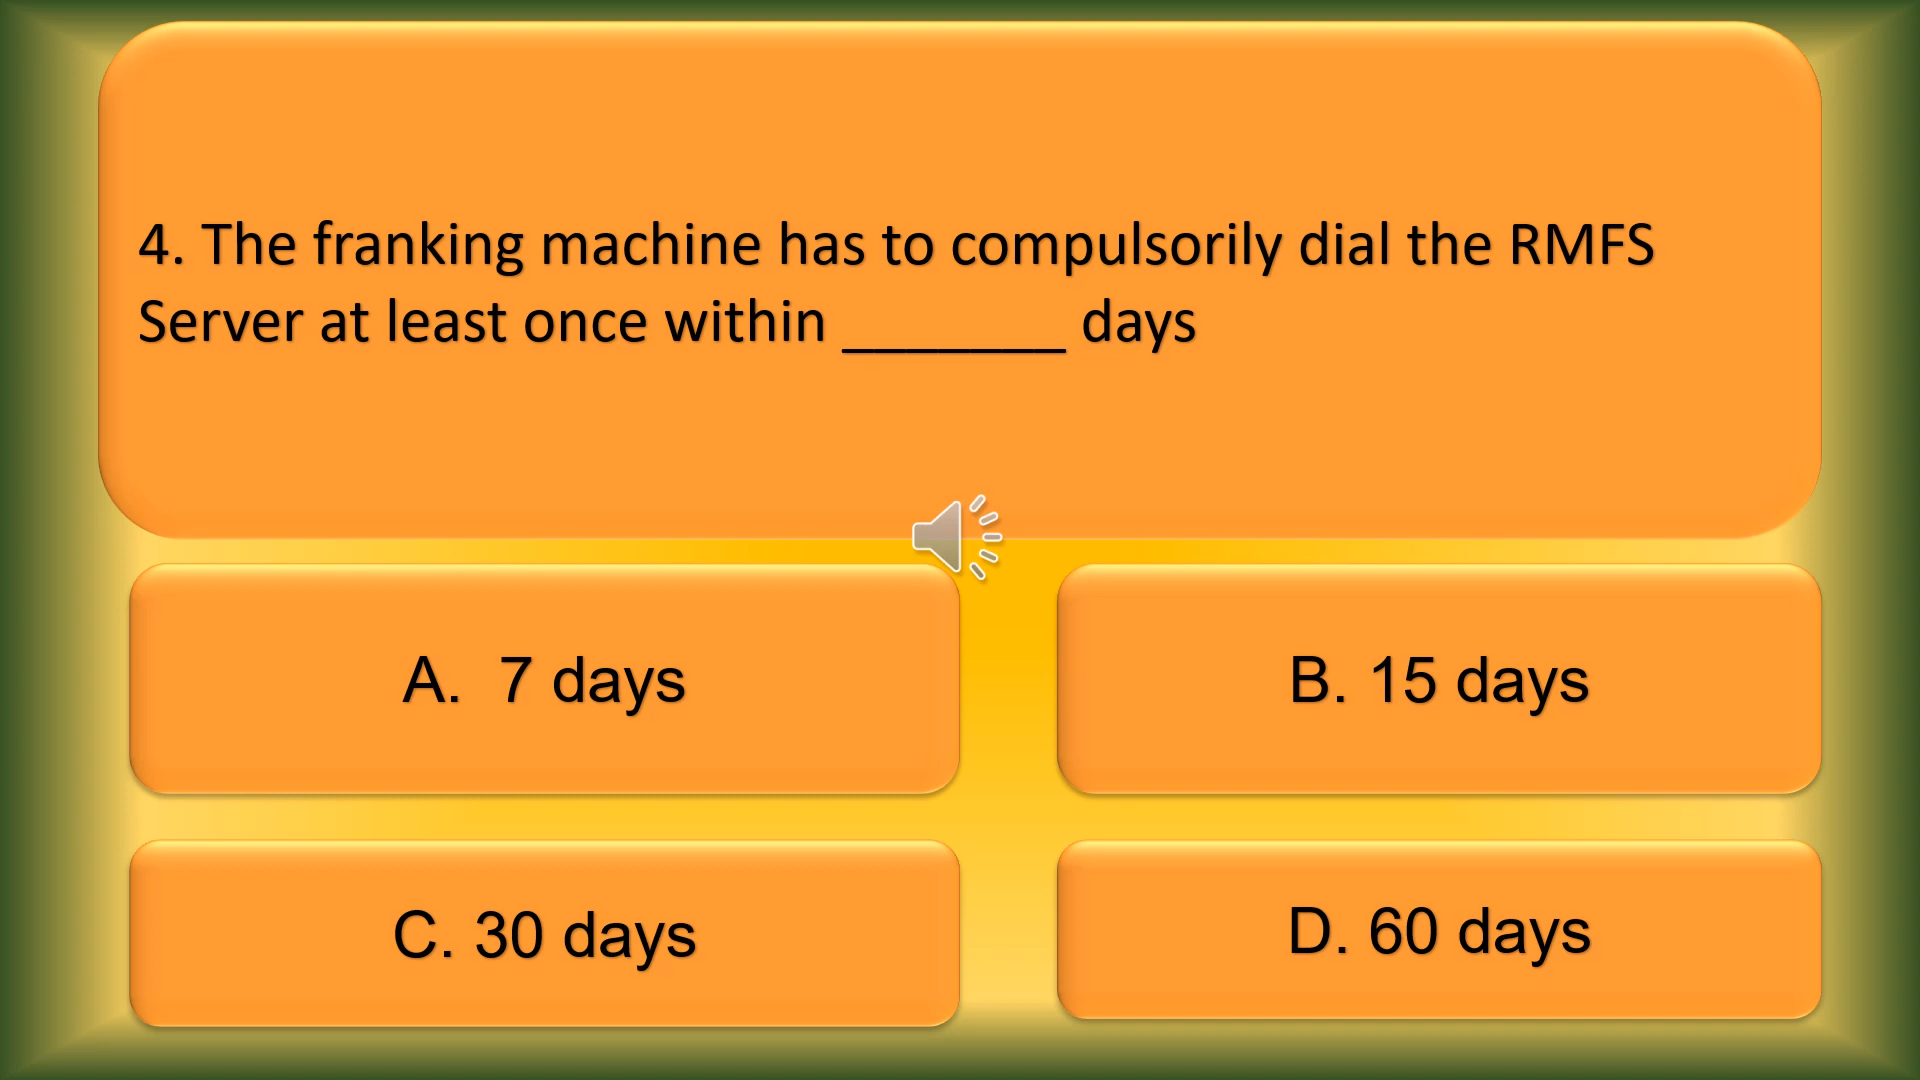 4. The franking machine has to compulsorily dial the RMFS
Server at least once within _______ days
A.  7 days
B. 15 days
C. 30 days
D. 60 days